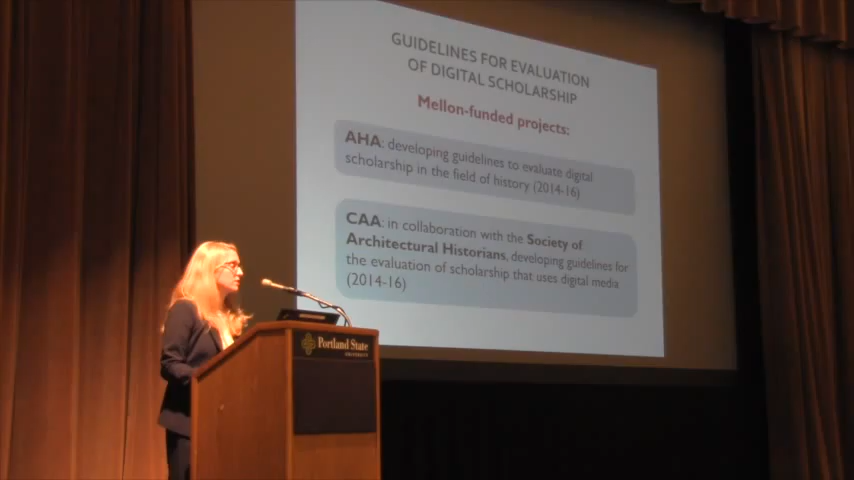 GUIDELINES FOR EVALUATION
OF DIGITAL SCHOLARSHIP
Mellon-funded projects:
AHA: developing guidelines to evaluate digital
scholarship in the field of history (2014-16)
CAA: in collaboration with the Society of
Architectural Historians, developing guidelines for
the evaluation of scholarship that uses digital media
(2014-16)
Portland State
UNIVERSITY